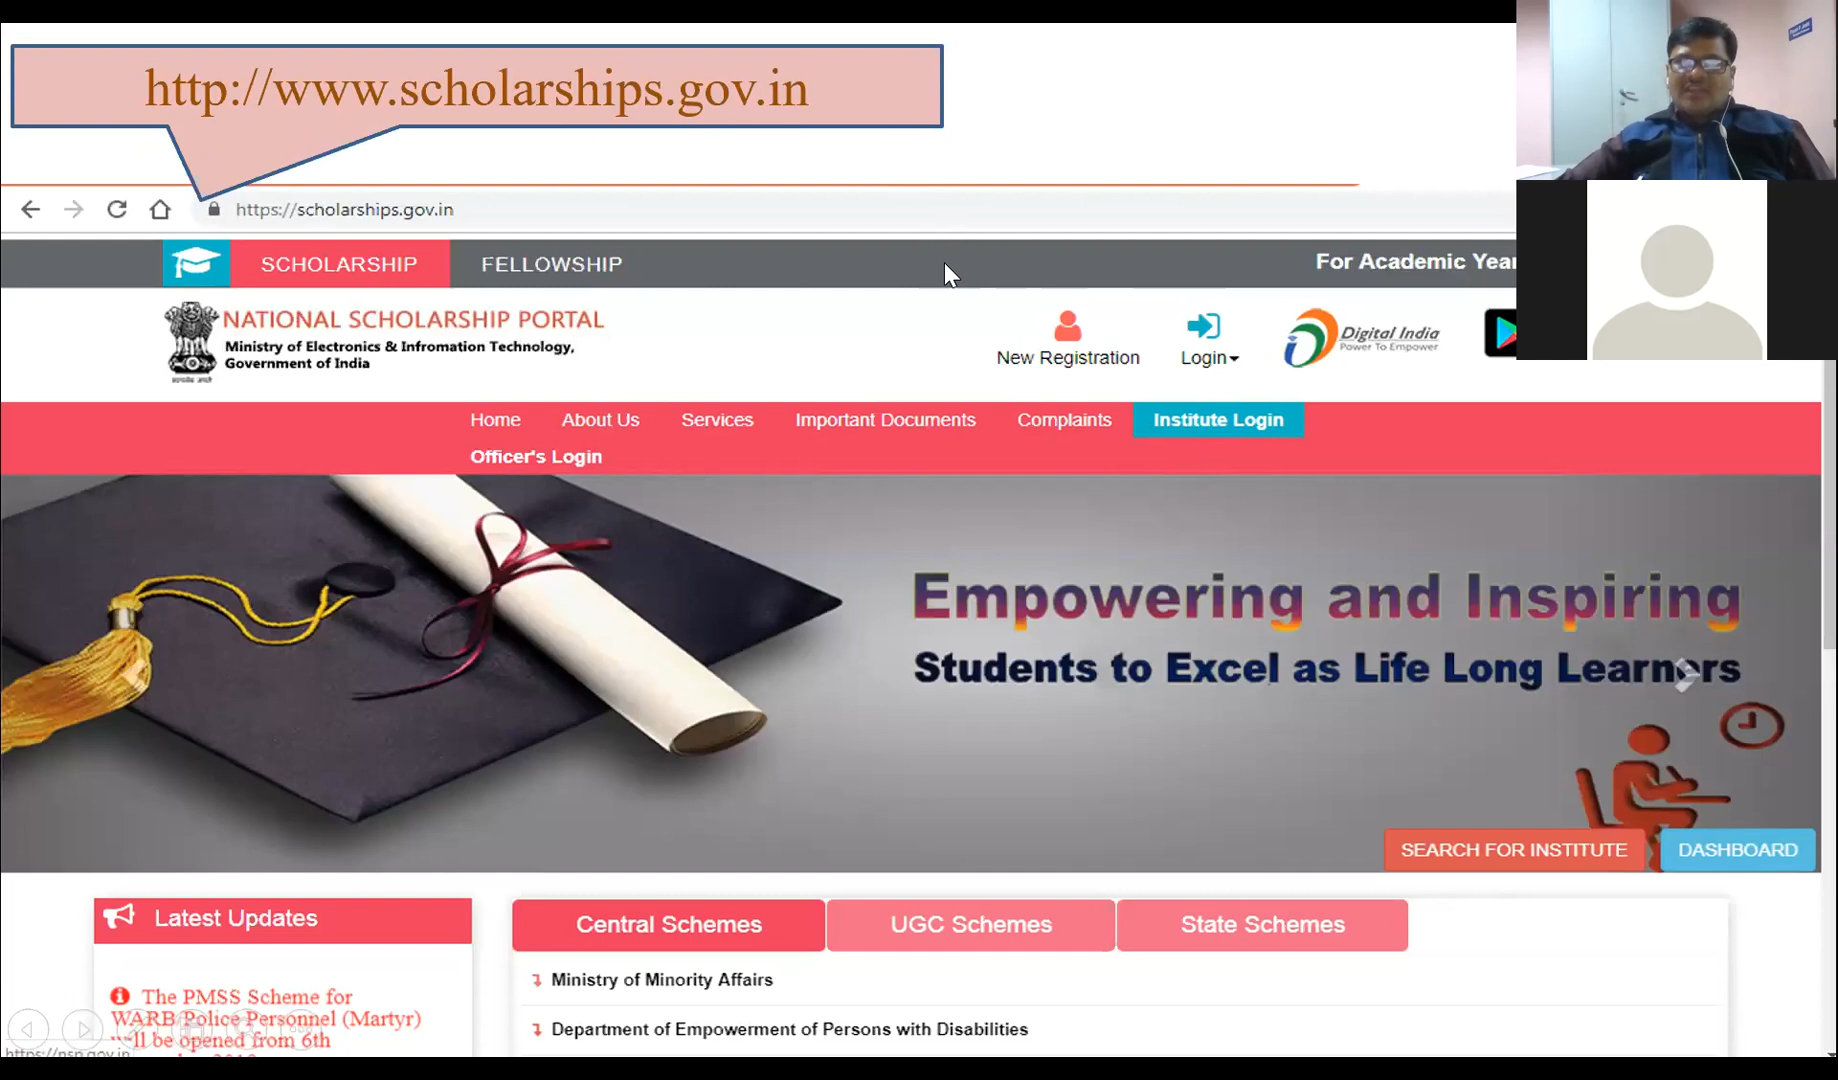 http://www.scholarships.gov.in
https://scholarships.gov.in
SCHOLARSHIP
FELLOWSHIP
For Academic Year
NATIONAL SCHOLARSHIP PORTAL
Ministry of Electronics & Infromation Technology,
Government of India
New Registration
Login
Digital India
Power To Empower
Home
About Us
Services
Important Documents
Complaints
Institute Login
Officer's Login
Empowering and Inspiring
Students to Excel as Life Long Learners
SEARCH FOR INSTITUTE
DASHBOARD
Latest Updates
Central Schemes
UGC Schemes
State Schemes
The PMSS Scheme for
WARB Police Personnel (Martyr)
will be opened from 6th
Ministry of Minority Affairs
Department of Empowerment of Persons with Disabilities
https://nsp.gov.in